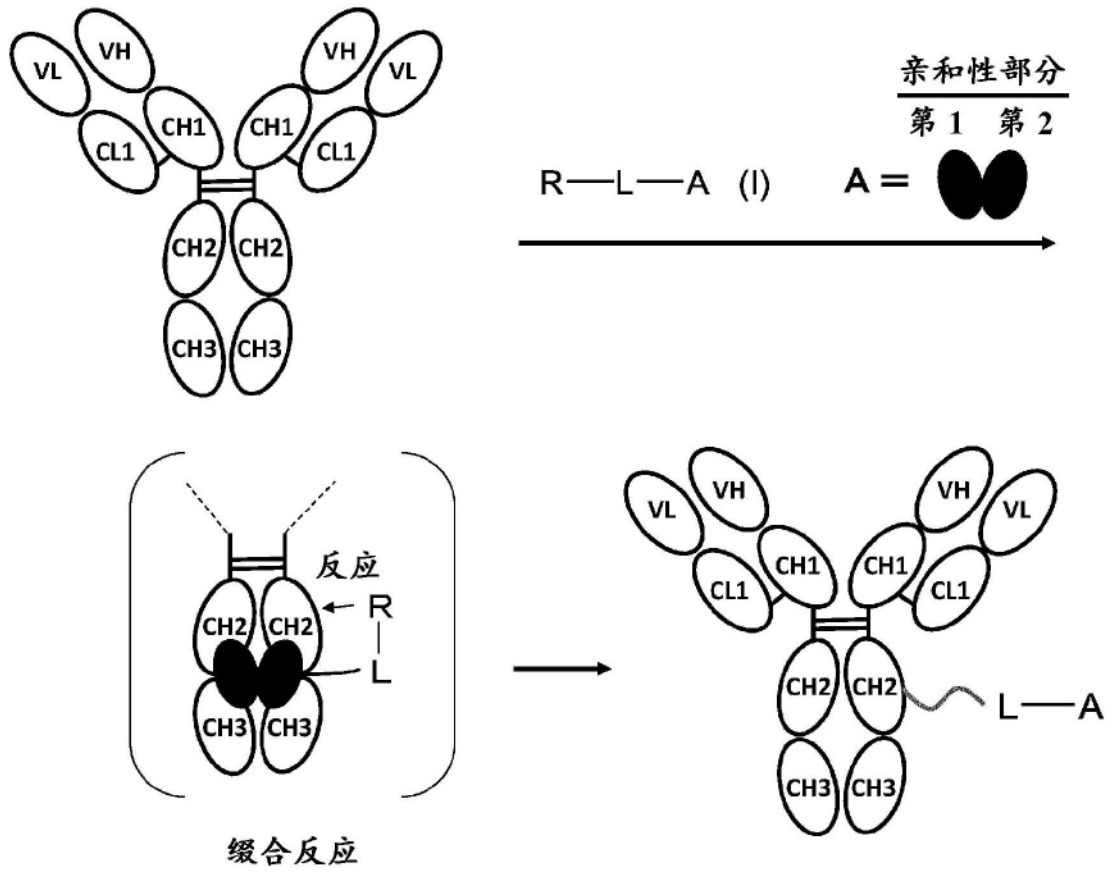 VL VH VH VL
CL1 CH1 CH1 CL1
CH2 CH2
CH3 CH3
亲和性部分
第 1 第 2
R—L—A (I) A =
反应
CH2 CH2 R
L
CH3 CH3
缀合反应
VL VH VH VL
CL1 CH1 CH1 CL1
CH2 CH2 L—A
CH3 CH3